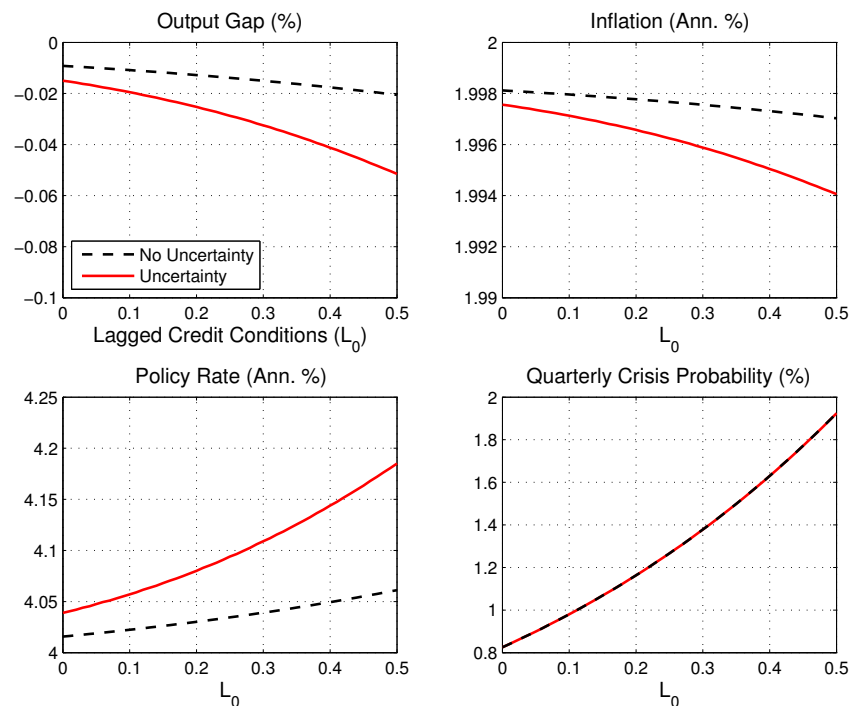 Output Gap (%)
0
−0.02
−0.04
−0.06
−0.08
−0.1
No Uncertainty
Uncertainty
0 0.1 0.2 0.3 0.4 0.5
Lagged Credit Conditions (L0)
Inflation (Ann. %)
2
1.998
1.996
1.994
1.992
1.99
0 0.1 0.2 0.3 0.4 0.5
L0
Policy Rate (Ann. %)
4.25
4.2
4.15
4.1
4.05
4
0 0.1 0.2 0.3 0.4 0.5
L0
Quarterly Crisis Probability (%)
2
1.8
1.6
1.4
1.2
1
0.8
0 0.1 0.2 0.3 0.4 0.5
L0